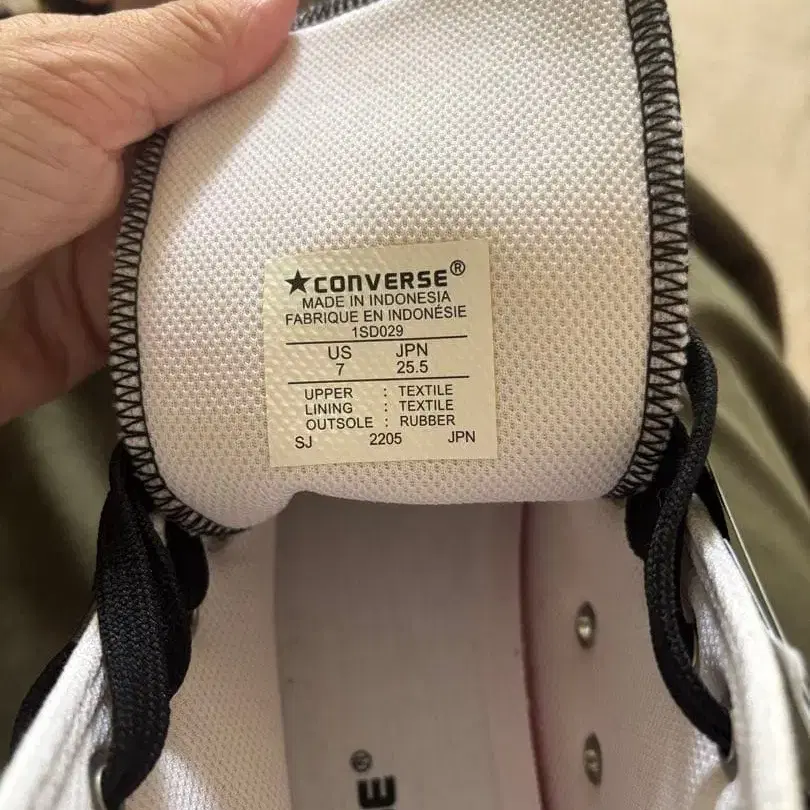 ★CONVERSE®
MADE IN INDONESIA
FABRIQUE EN INDONÉSIE
1SD029
US JPN
7 25.5
UPPER : TEXTILE
LINING : TEXTILE
OUTSOLE : RUBBER
SJ 2205 JPN
E®